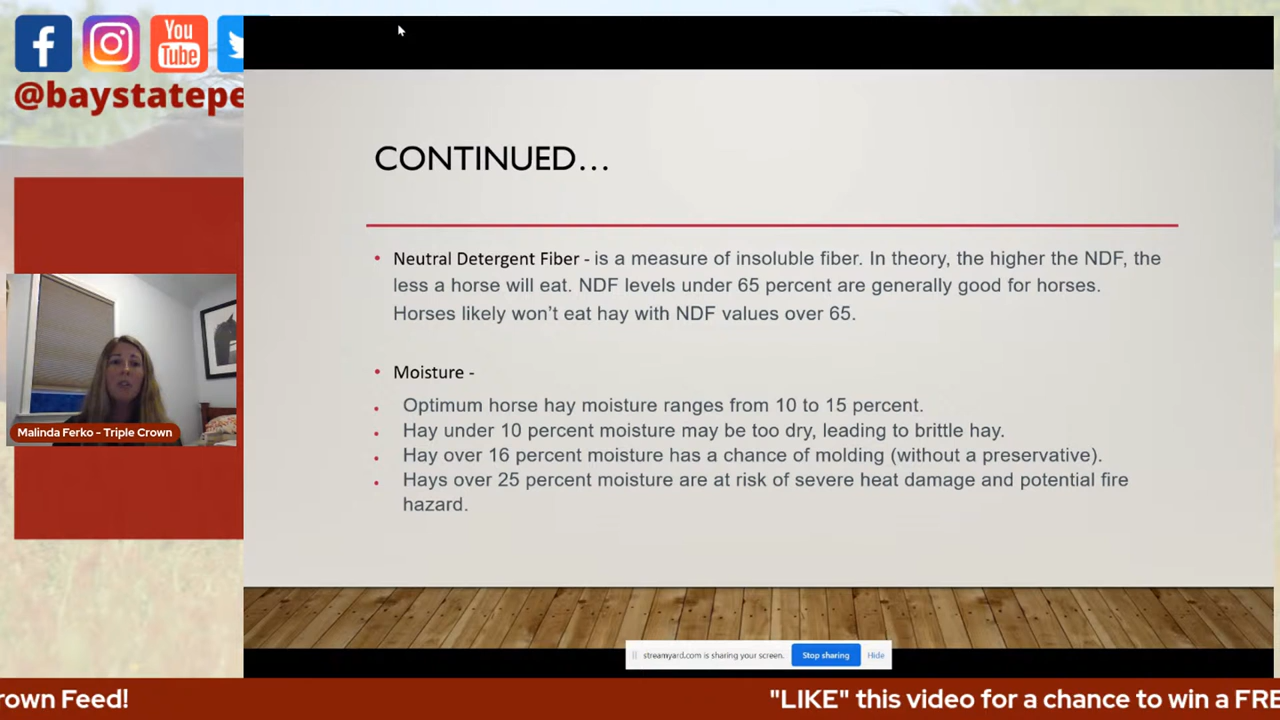 You
Tube
@baystatepe
CONTINUED…
• Neutral Detergent Fiber - is a measure of insoluble fiber. In theory, the higher the NDF, the
less a horse will eat. NDF levels under 65 percent are generally good for horses.
Horses likely won’t eat hay with NDF values over 65.
• Moisture -
• Optimum horse hay moisture ranges from 10 to 15 percent.
• Hay under 10 percent moisture may be too dry, leading to brittle hay.
• Hay over 16 percent moisture has a chance of molding (without a preservative).
• Hays over 25 percent moisture are at risk of severe heat damage and potential fire
hazard.
Malinda Ferko - Triple Crown
streamyard.com is sharing your screen. Stop sharing Hide
rown Feed! "LIKE" this video for a chance to win a FRE